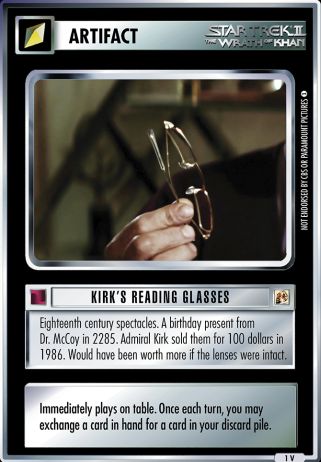 ARTIFACT
STAR TREK II
THE WRATH OF KHAN
NOT ENDORSED BY CBS OR PARAMOUNT PICTURES
KIRK'S READING GLASSES
Eighteenth century spectacles. A birthday present from
Dr. McCoy in 2285. Admiral Kirk sold them for 100 dollars in
1986. Would have been worth more if the lenses were intact.
Immediately plays on table. Once each turn, you may
exchange a card in hand for a card in your discard pile.
1 V